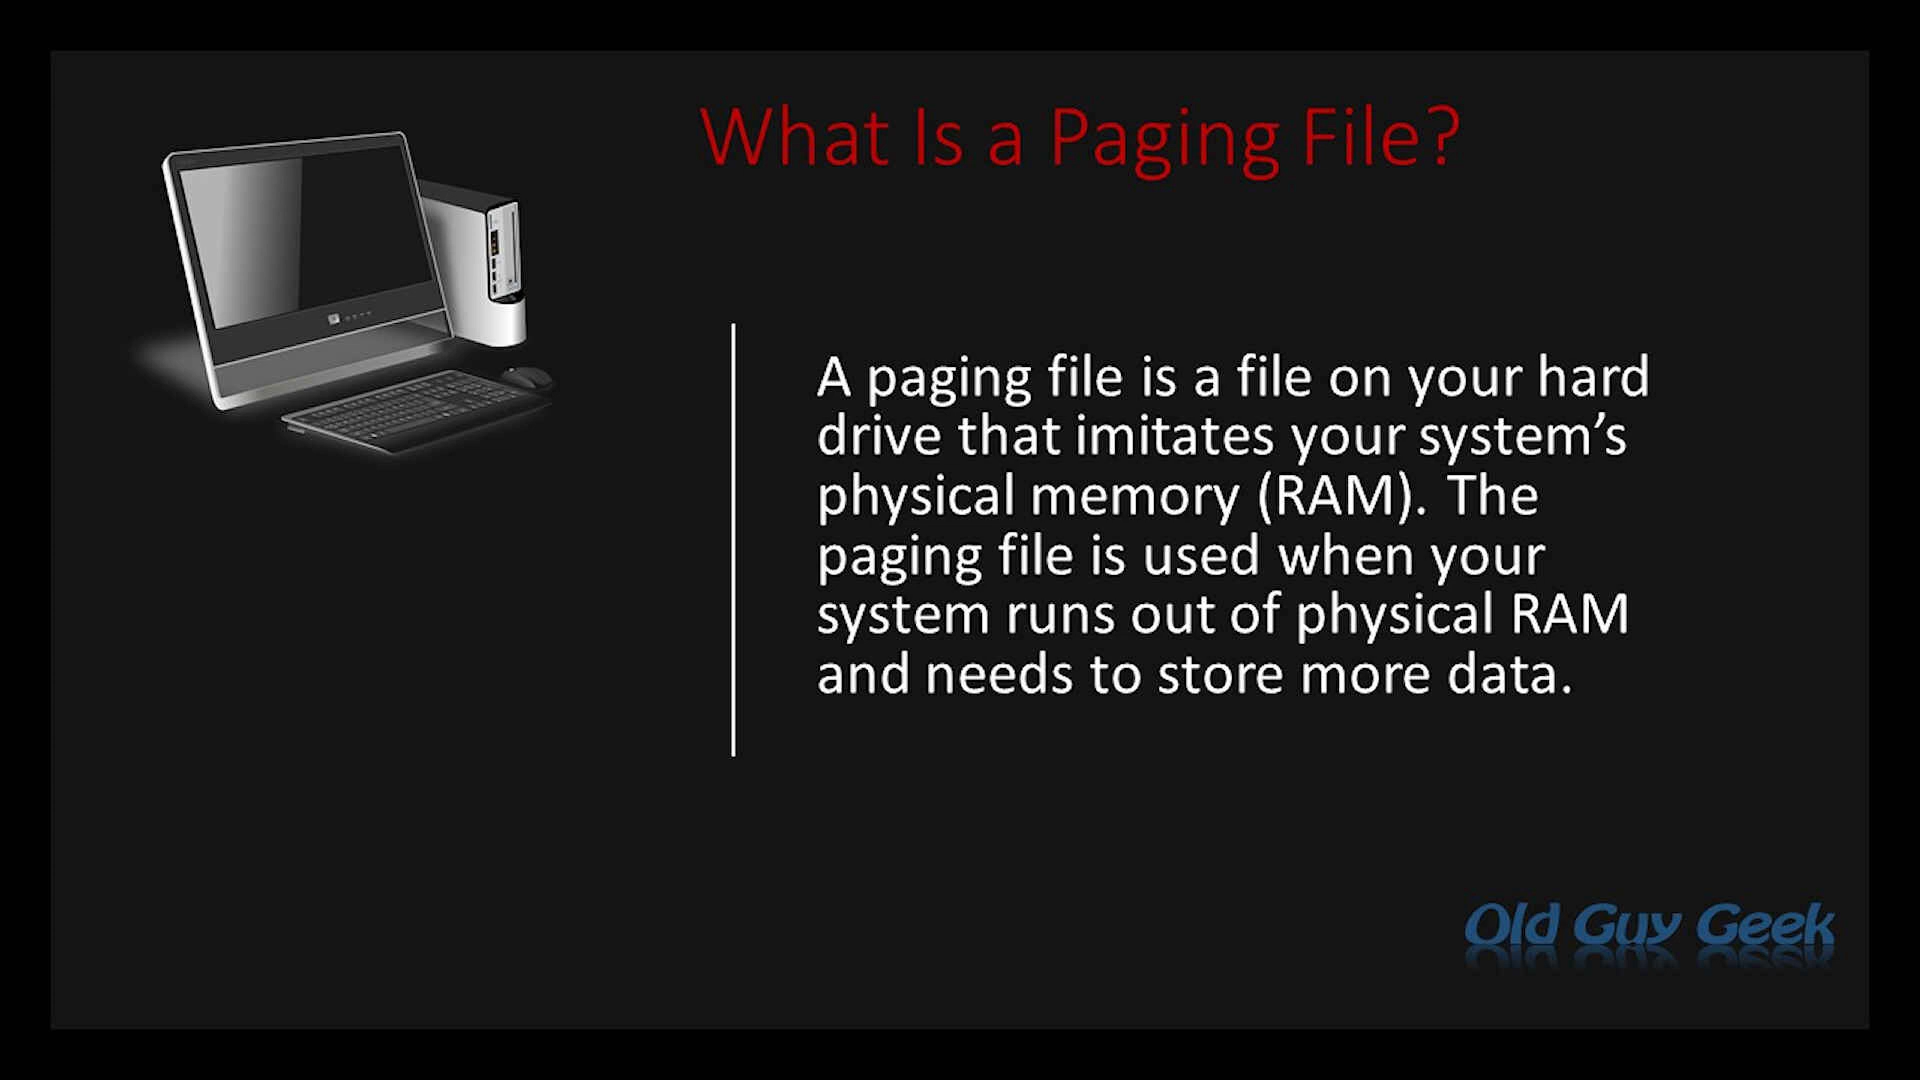 What Is a Paging File?
A paging file is a file on your hard
drive that imitates your system’s
physical memory (RAM). The
paging file is used when your
system runs out of physical RAM
and needs to store more data.
Old Guy Geek